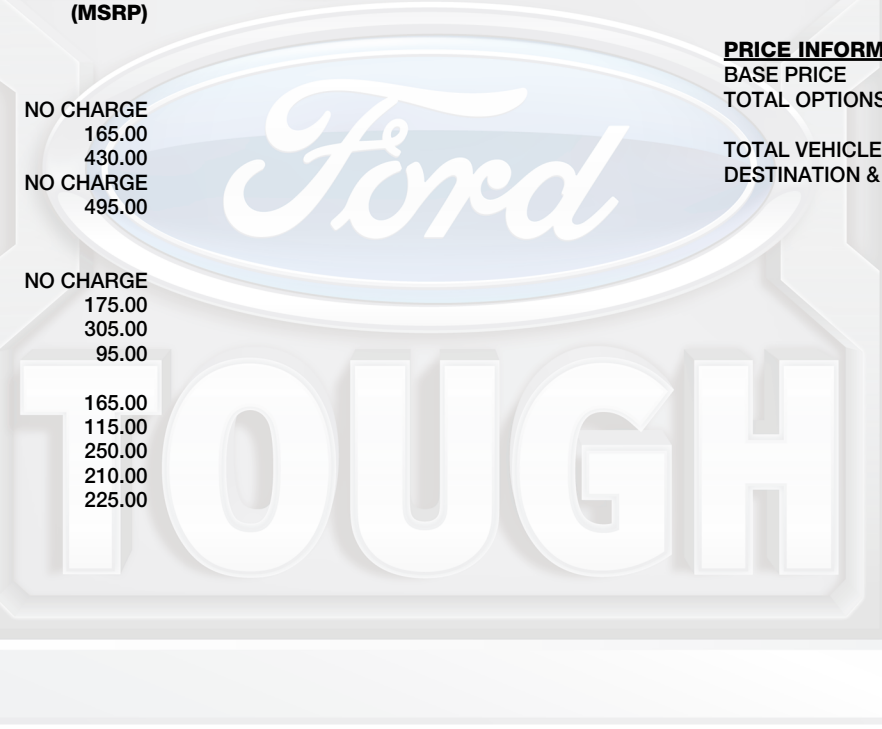 (MSRP)
NO CHARGE
165.00
430.00
NO CHARGE
495.00
NO CHARGE
175.00
305.00
95.00
165.00
115.00
250.00
210.00
225.00
PRICE INFORM
BASE PRICE
TOTAL OPTIONS
TOTAL VEHICLE
DESTINATION &
Ford
TOUGH